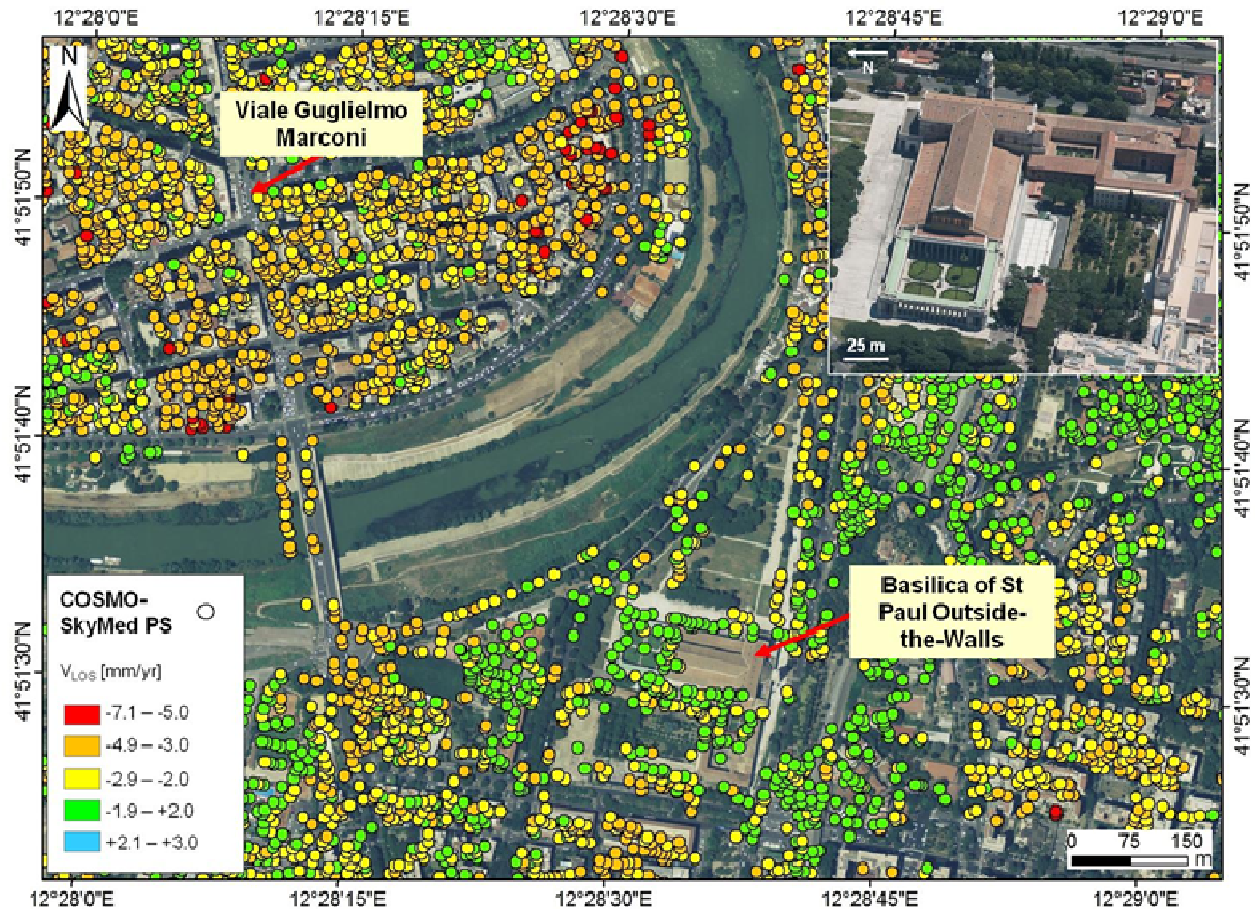 12°28'0"E
12°28'15"E
12°28'30"E
12°28'45"E
12°29'0"E
N
Viale Guglielmo
Marconi
N
25 m
41°51'50"N
41°51'50"N
41°51'40"N
41°51'40"N
41°51'30"N
41°51'30"N
Basilica of St
Paul Outside-
the-Walls
COSMO-
SkyMed PS
VLOS [mm/yr]
-7.1 – -5.0
-4.9 – -3.0
-2.9 – -2.0
-1.9 – +2.0
+2.1 – +3.0
0 75 150
m
12°28'0"E
12°28'15"E
12°28'30"E
12°28'45"E
12°29'0"E